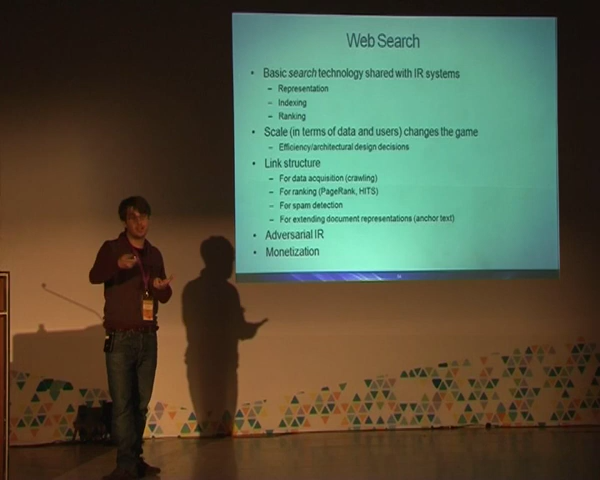 Web Search
• Basic search technology shared with IR systems
– Representation
– Indexing
– Ranking
• Scale (in terms of data and users) changes the game
– Efficiency/architectural design decisions
• Link structure
– For data acquisition (crawling)
– For ranking (PageRank, HITS)
– For spam detection
– For extending document representations (anchor text)
• Adversarial IR
• Monetization